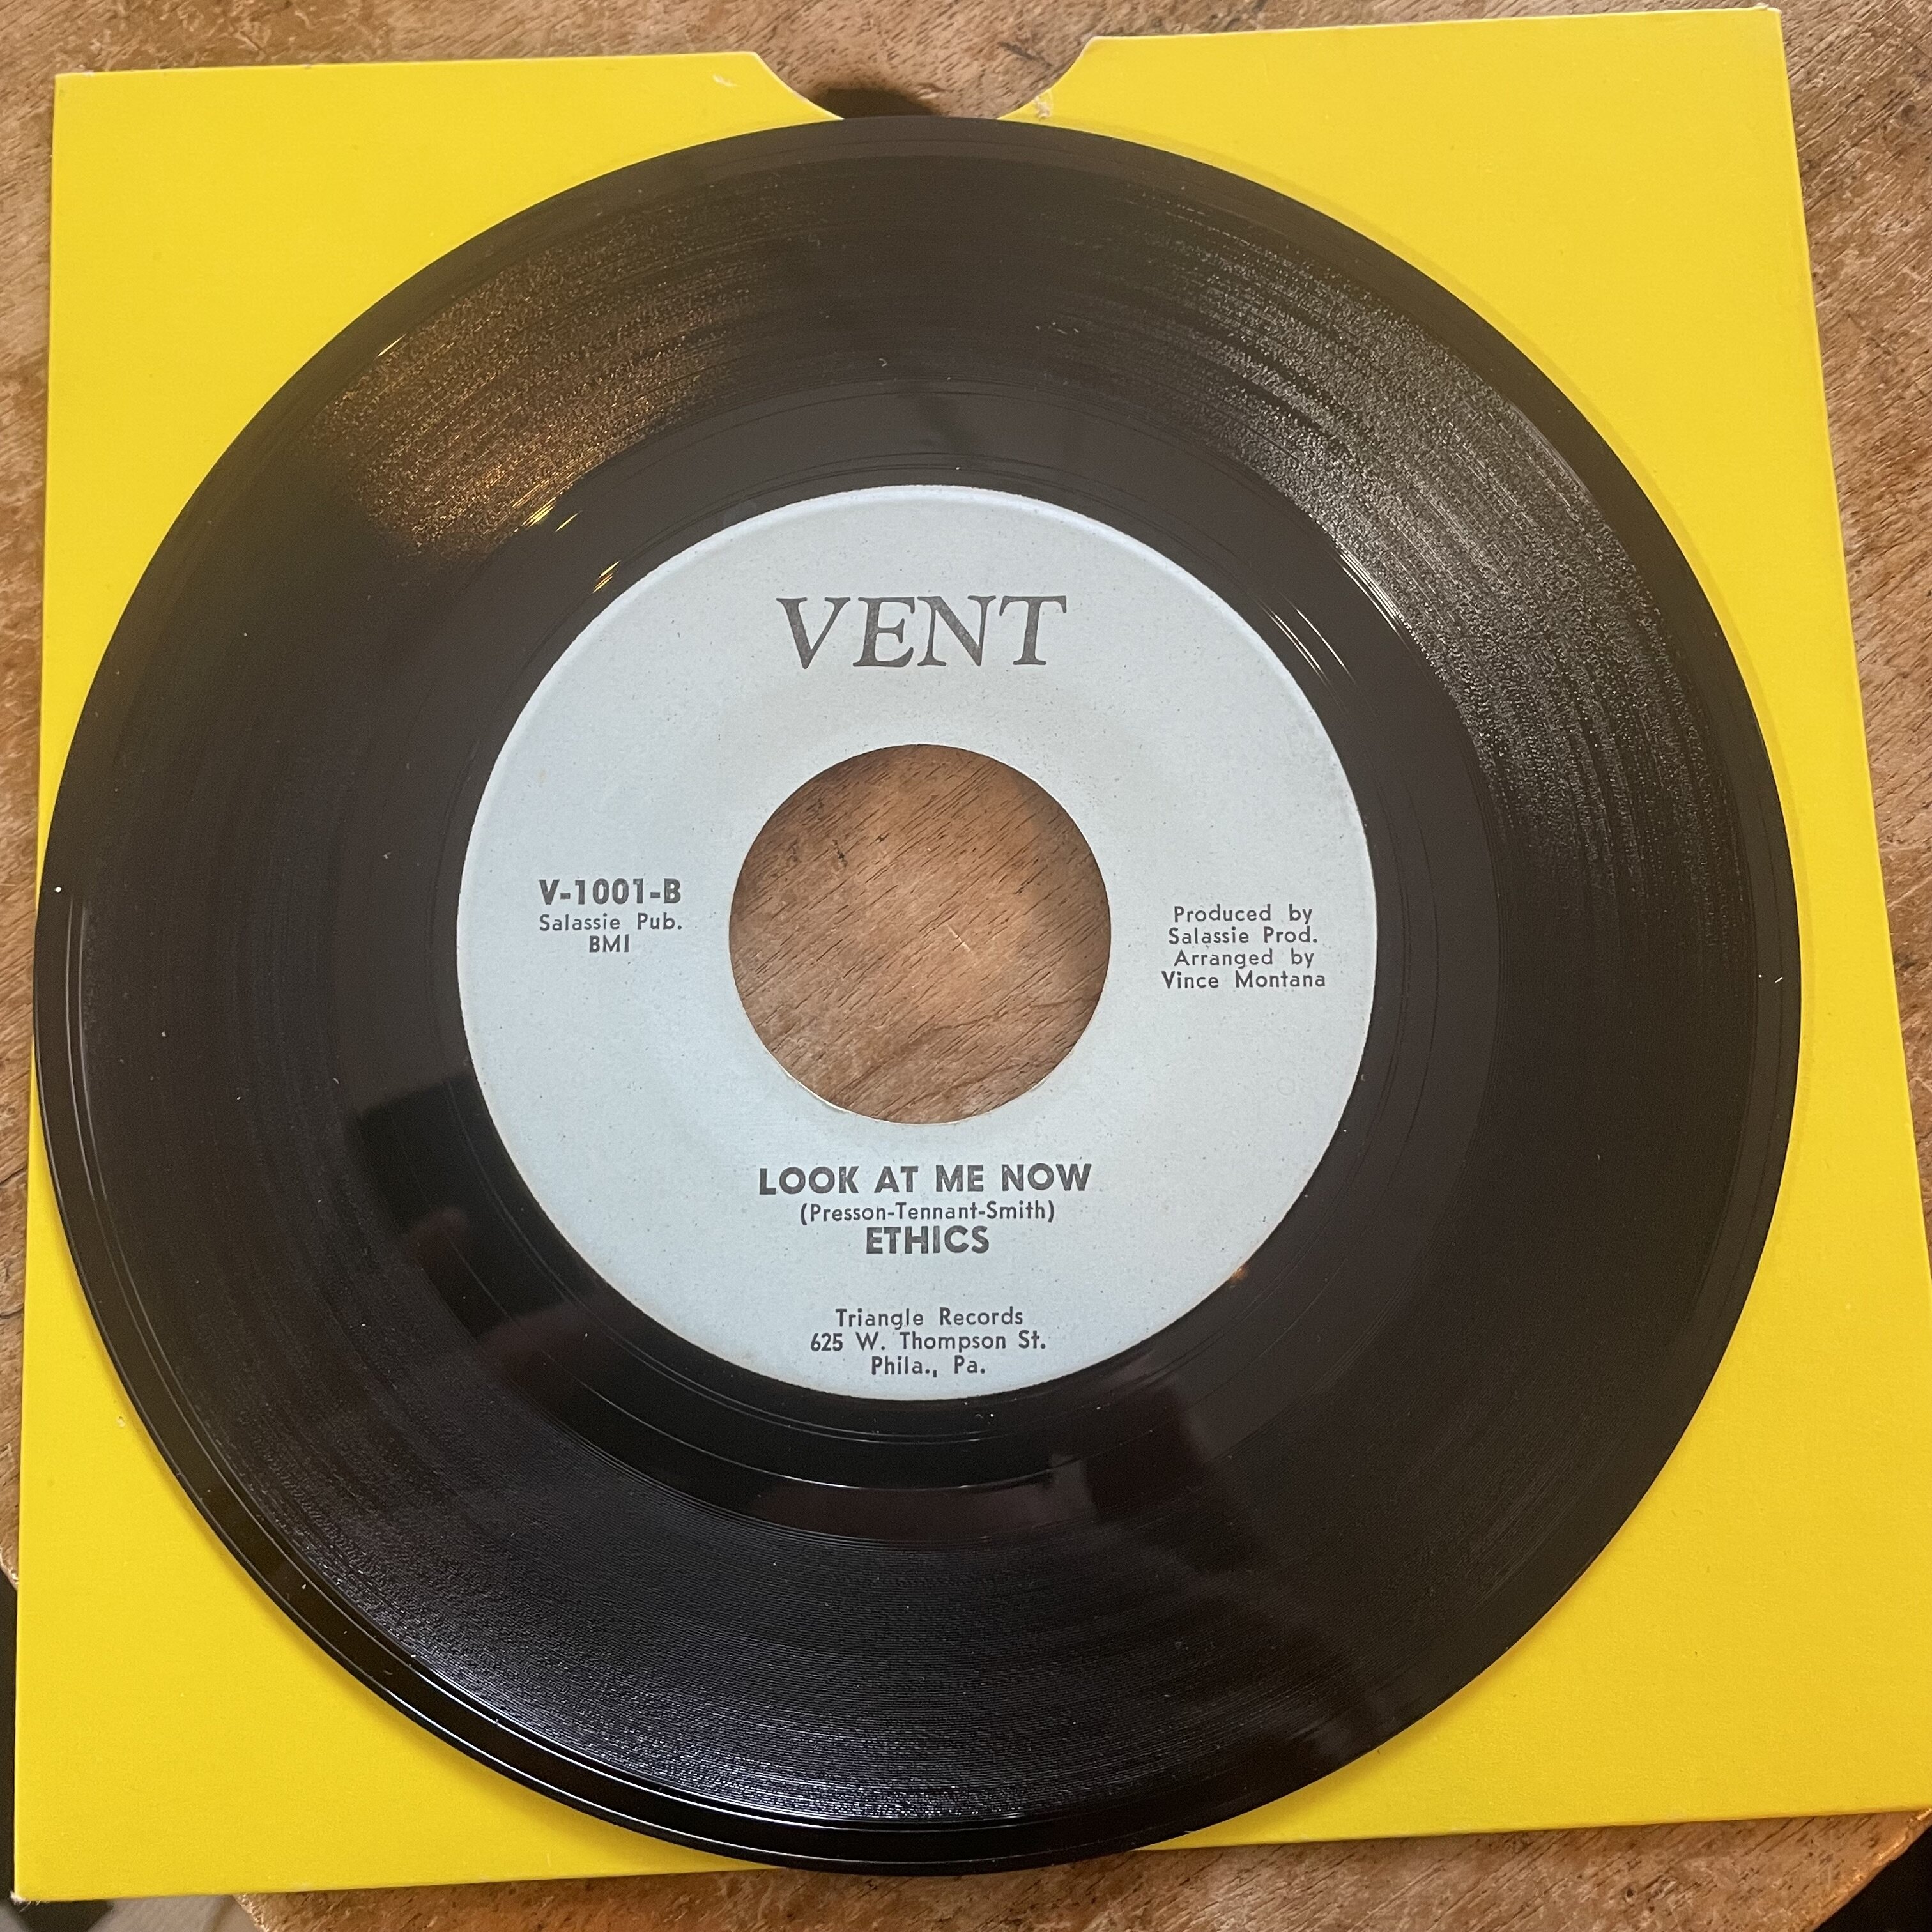 VENT
V-1001-B
Salassie Pub.
BMI
Produced by
Salassie Prod.
Arranged by
Vince Montana
LOOK AT ME NOW
(Presson-Tennant-Smith)
ETHICS
Triangle Records
625 W. Thompson St.
Phila., Pa.